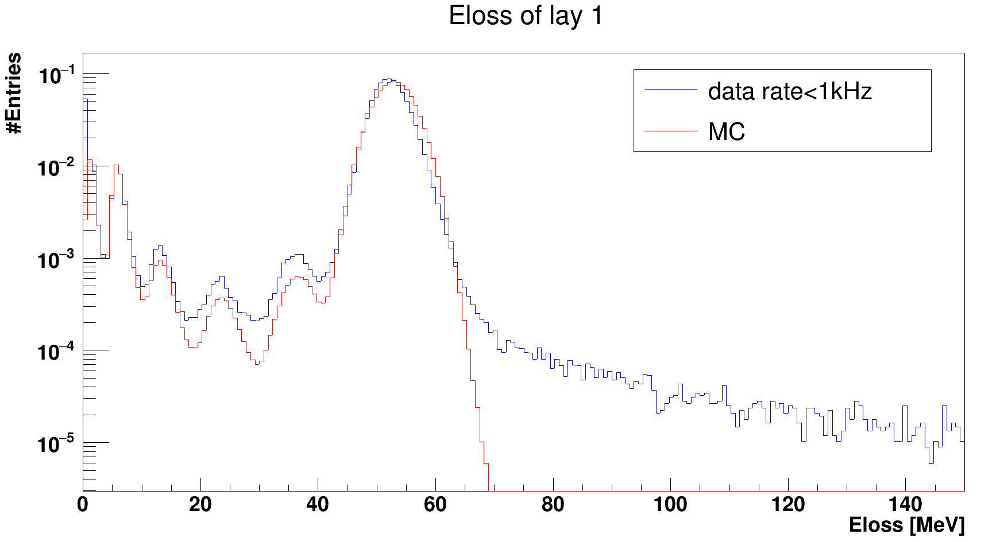 Eloss of lay 1
#Entries
10⁻¹
10⁻²
10⁻³
10⁻⁴
10⁻⁵
data rate<1kHz
MC
0 20 40 60 80 100 120 140
Eloss [MeV]